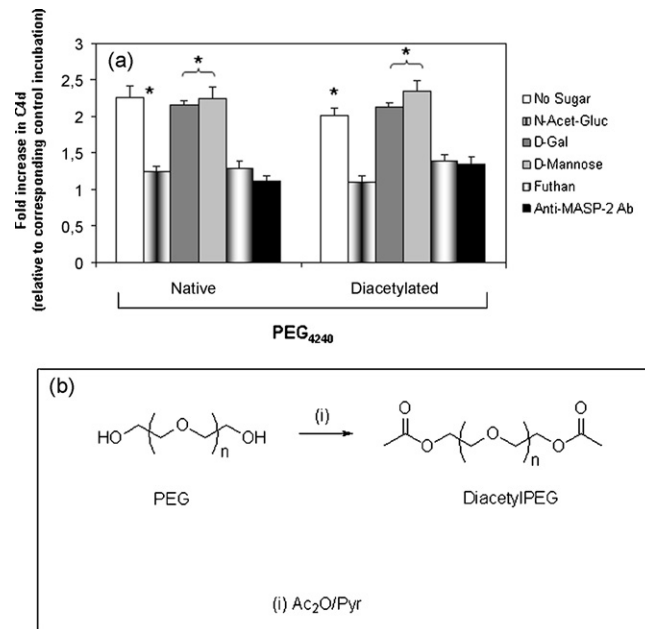 (a)
Fold increase in C4d
(relative to corresponding control incubation)
3
2,5
2
1,5
1
0,5
0
*
*
*
*
No Sugar
N-Acet-Gluc
D-Gal
D-Mannose
Futhan
Anti-MASP-2 Ab
Native Diacetylated
PEG4240
(b)
HO O OH n
(i)
O O O O O n
PEG
DiacetylPEG
(i) Ac2O/Pyr